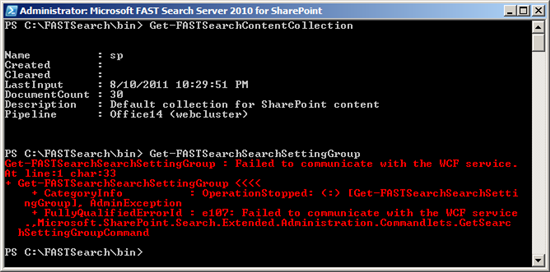 Administrator: Microsoft FAST Search Server 2010 for SharePoint
PS C:\FASTSearch\bin> Get-FASTSearchContentCollection
Name : sp
Created :
Cleared :
LastInput : 8/10/2011 10:29:51 PM
DocumentCount : 30
Description : Default collection for SharePoint content
Pipeline : Office14 (webcluster)
PS C:\FASTSearch\bin> Get-FASTSearchSearchSettingGroup
Get-FASTSearchSearchSettingGroup : Failed to communicate with the WCF service.
At line:1 char:33
+ Get-FASTSearchSearchSettingGroup <<<<
+ CategoryInfo : OperationStopped: (:) [Get-FASTSearchSearchSetti
ngGroup], AdminException
+ FullyQualifiedErrorId : e107: Failed to communicate with the WCF service
.,Microsoft.SharePoint.Search.Extended.Administration.Commandlets.GetSearc
hSettingGroupCommand
PS C:\FASTSearch\bin>